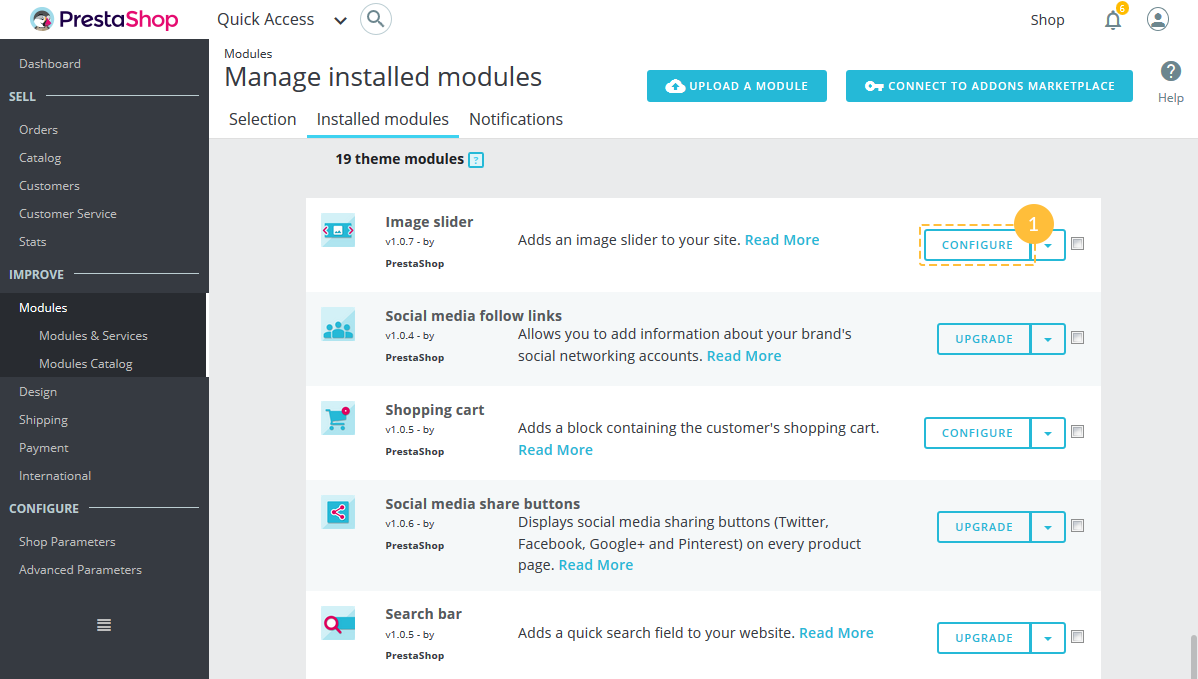 PrestaShop
Quick Access
Shop
6
Dashboard
SELL
Orders
Catalog
Customers
Customer Service
Stats
IMPROVE
Modules
Modules & Services
Modules Catalog
Design
Shipping
Payment
International
CONFIGURE
Shop Parameters
Advanced Parameters
Modules
Manage installed modules
UPLOAD A MODULE
CONNECT TO ADDONS MARKETPLACE
?
Help
Selection
Installed modules
Notifications
19 theme modules ?
Image slider
v1.0.7 - by
PrestaShop
Adds an image slider to your site. Read More
CONFIGURE
1
Social media follow links
v1.0.4 - by
PrestaShop
Allows you to add information about your brand's
social networking accounts. Read More
UPGRADE
Shopping cart
v1.0.5 - by
PrestaShop
Adds a block containing the customer's shopping cart.
Read More
CONFIGURE
Social media share buttons
v1.0.6 - by
PrestaShop
Displays social media sharing buttons (Twitter,
Facebook, Google+ and Pinterest) on every product
page. Read More
UPGRADE
Search bar
v1.0.5 - by
PrestaShop
Adds a quick search field to your website. Read More
UPGRADE